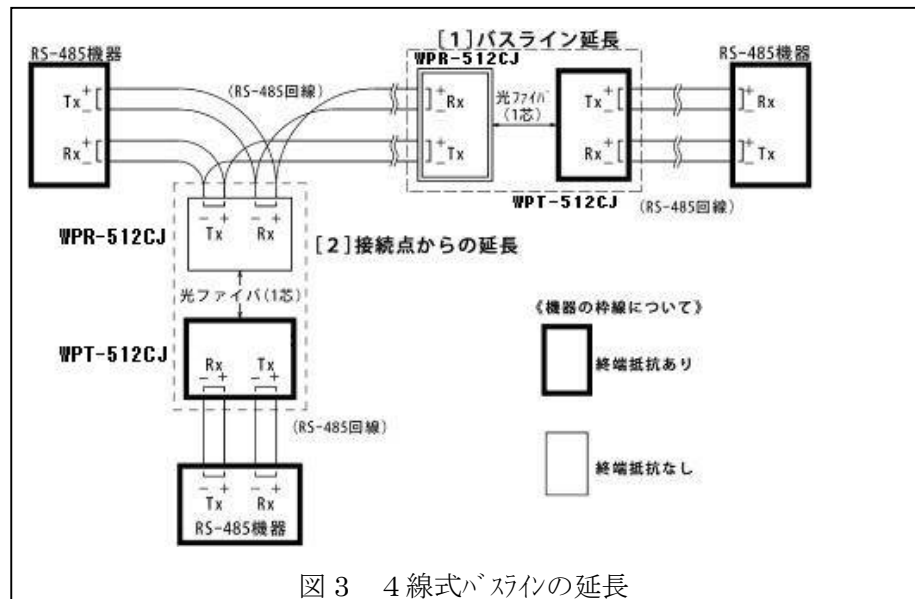 [1]バスライン延長
RS-485機器
WPR-512CJ
RS-485機器
(RS-485回線)
Tx + −
Rx + −
+ − Rx
+ − Tx
光ファイバ
(1芯)
Tx + −
Rx + −
+ − Rx
+ − Tx
WPT-512CJ
(RS-485回線)
WPR-512CJ
− + − +
Tx Rx
[2]接続点からの延長
光ファイバ(1芯)
WPT-512CJ
Rx Tx
− + − +
(RS-485回線)
− + − +
Tx Rx
RS-485機器
《機器の枠線について》
終端抵抗あり
終端抵抗なし
図3 4線式バスラインの延長